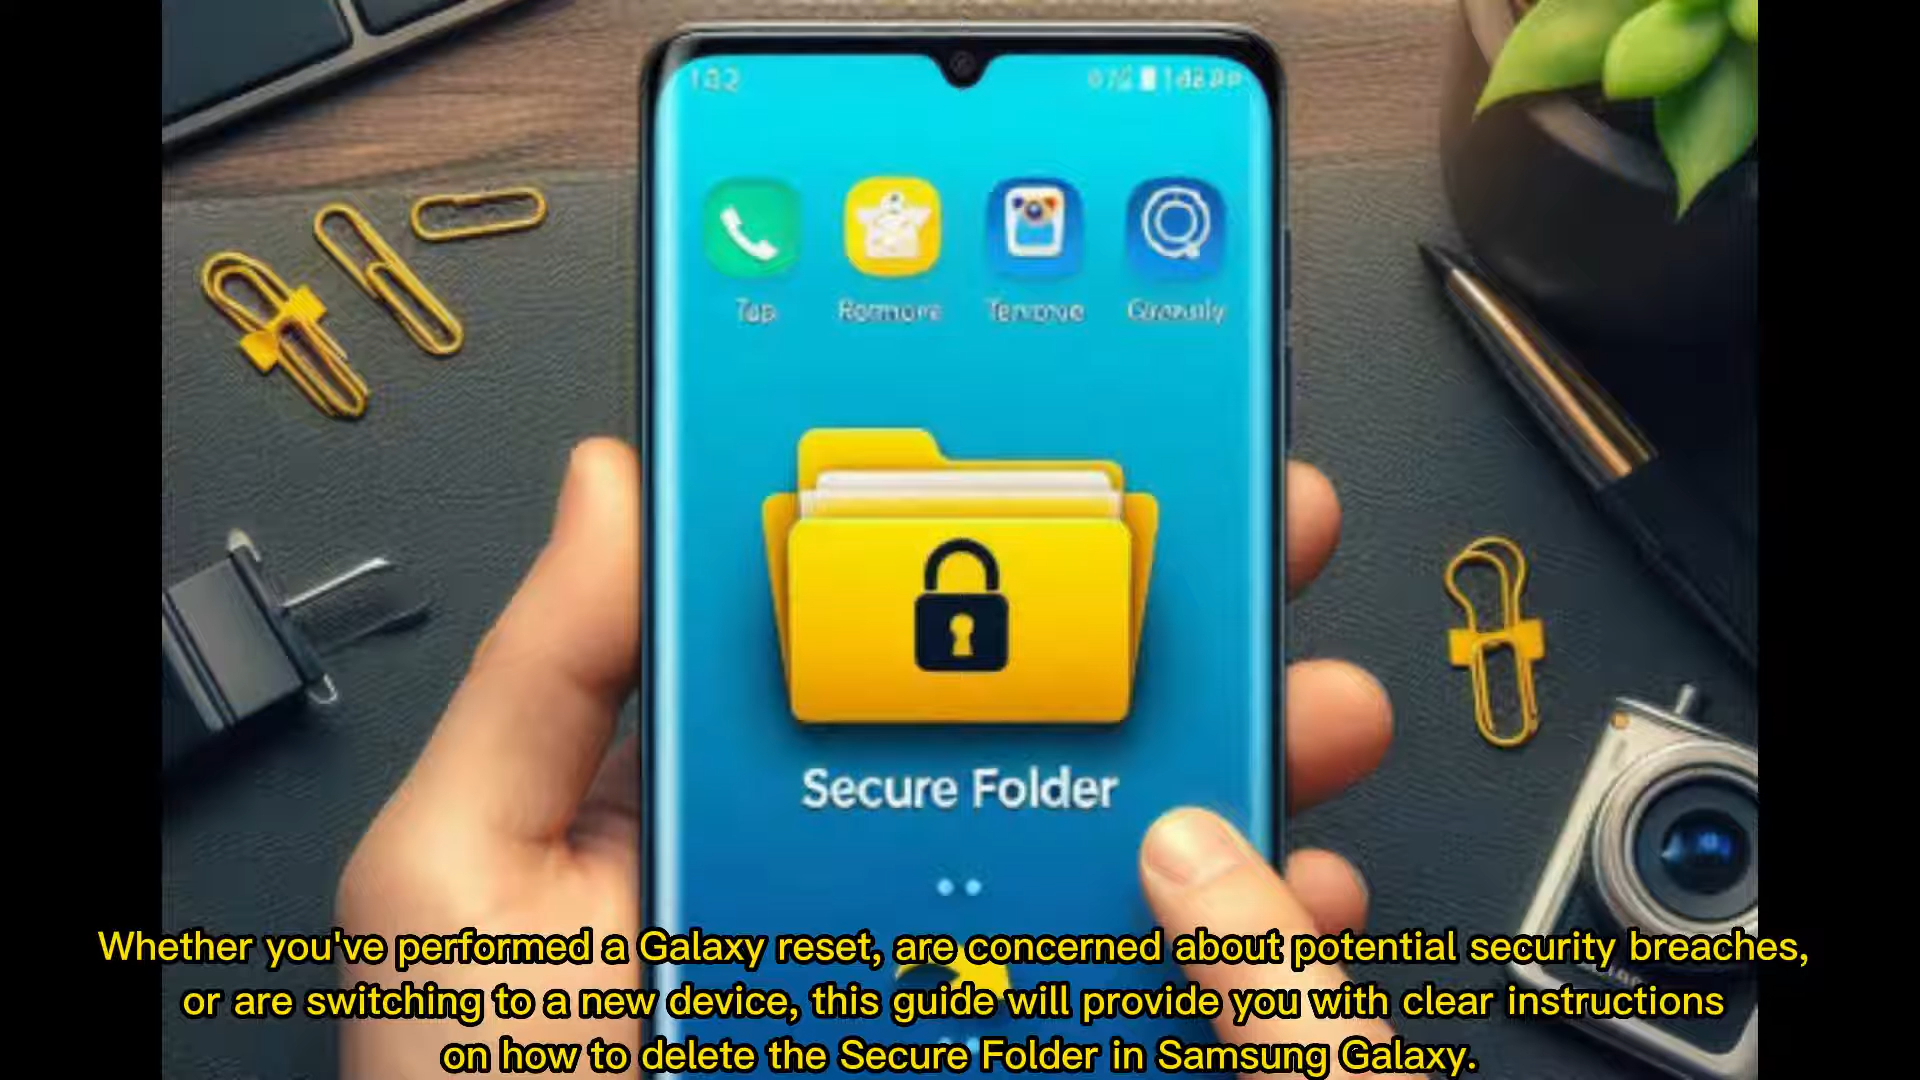 Tap
Secure Folder
Whether you've performed a Galaxy reset, are concerned about potential security breaches,
or are switching to a new device, this guide will provide you with clear instructions
on how to delete the Secure Folder in Samsung Galaxy.